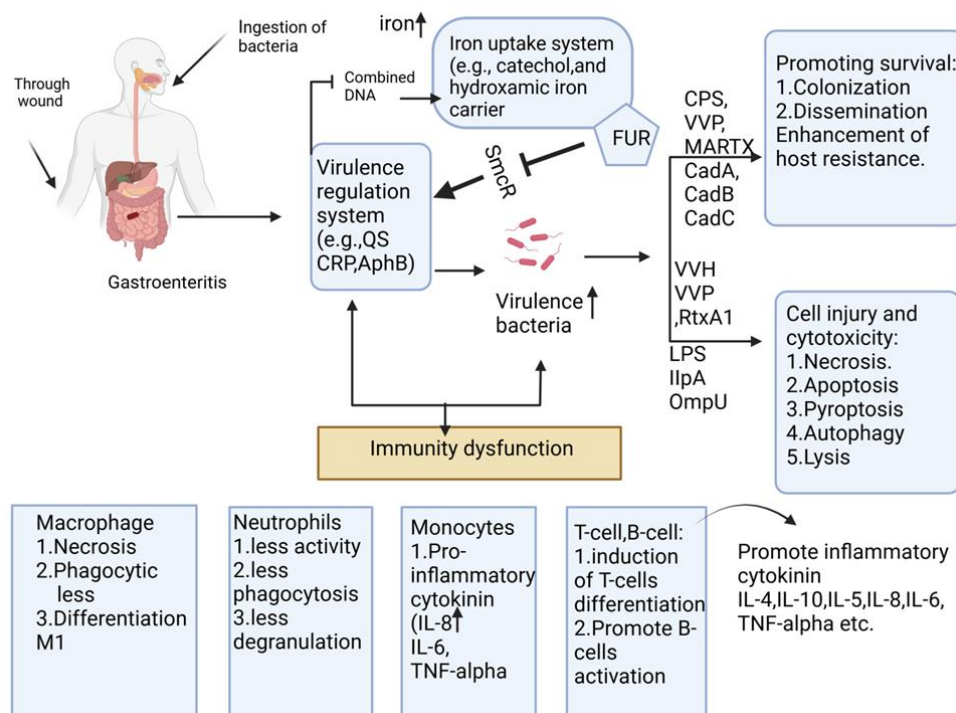 Ingestion of
bacteria
Through
wound
Gastroenteritis
iron
Combined
DNA
Iron uptake system
(e.g., catechol,and
hydroxamic iron
carrier
FUR
SmcR
Virulence
regulation
system
(e.g.,QS
CRP,AphB)
Virulence
bacteria
CPS,
VVP,
MARTX
CadA,
CadB
CadC
VVH
VVP
,RtxA1
LPS
IlpA
OmpU
Promoting survival:
1.Colonization
2.Dissemination
Enhancement of
host resistance.
Cell injury and
cytotoxicity:
1.Necrosis.
2.Apoptosis
3.Pyroptosis
4.Autophagy
5.Lysis
Immunity dysfunction
Macrophage
1.Necrosis
2.Phagocytic
less
3.Differentiation
M1
Neutrophils
1.less activity
2.less
phagocytosis
3.less
degranulation
Monocytes
1.Pro-
inflammatory
cytokinin
(IL-8
IL-6,
TNF-alpha
T-cell,B-cell:
1.induction
of T-cells
differentiation
2.Promote B-
cells
activation
Promote inflammatory
cytokinin
IL-4,IL-10,IL-5,IL-8,IL-6,
TNF-alpha etc.